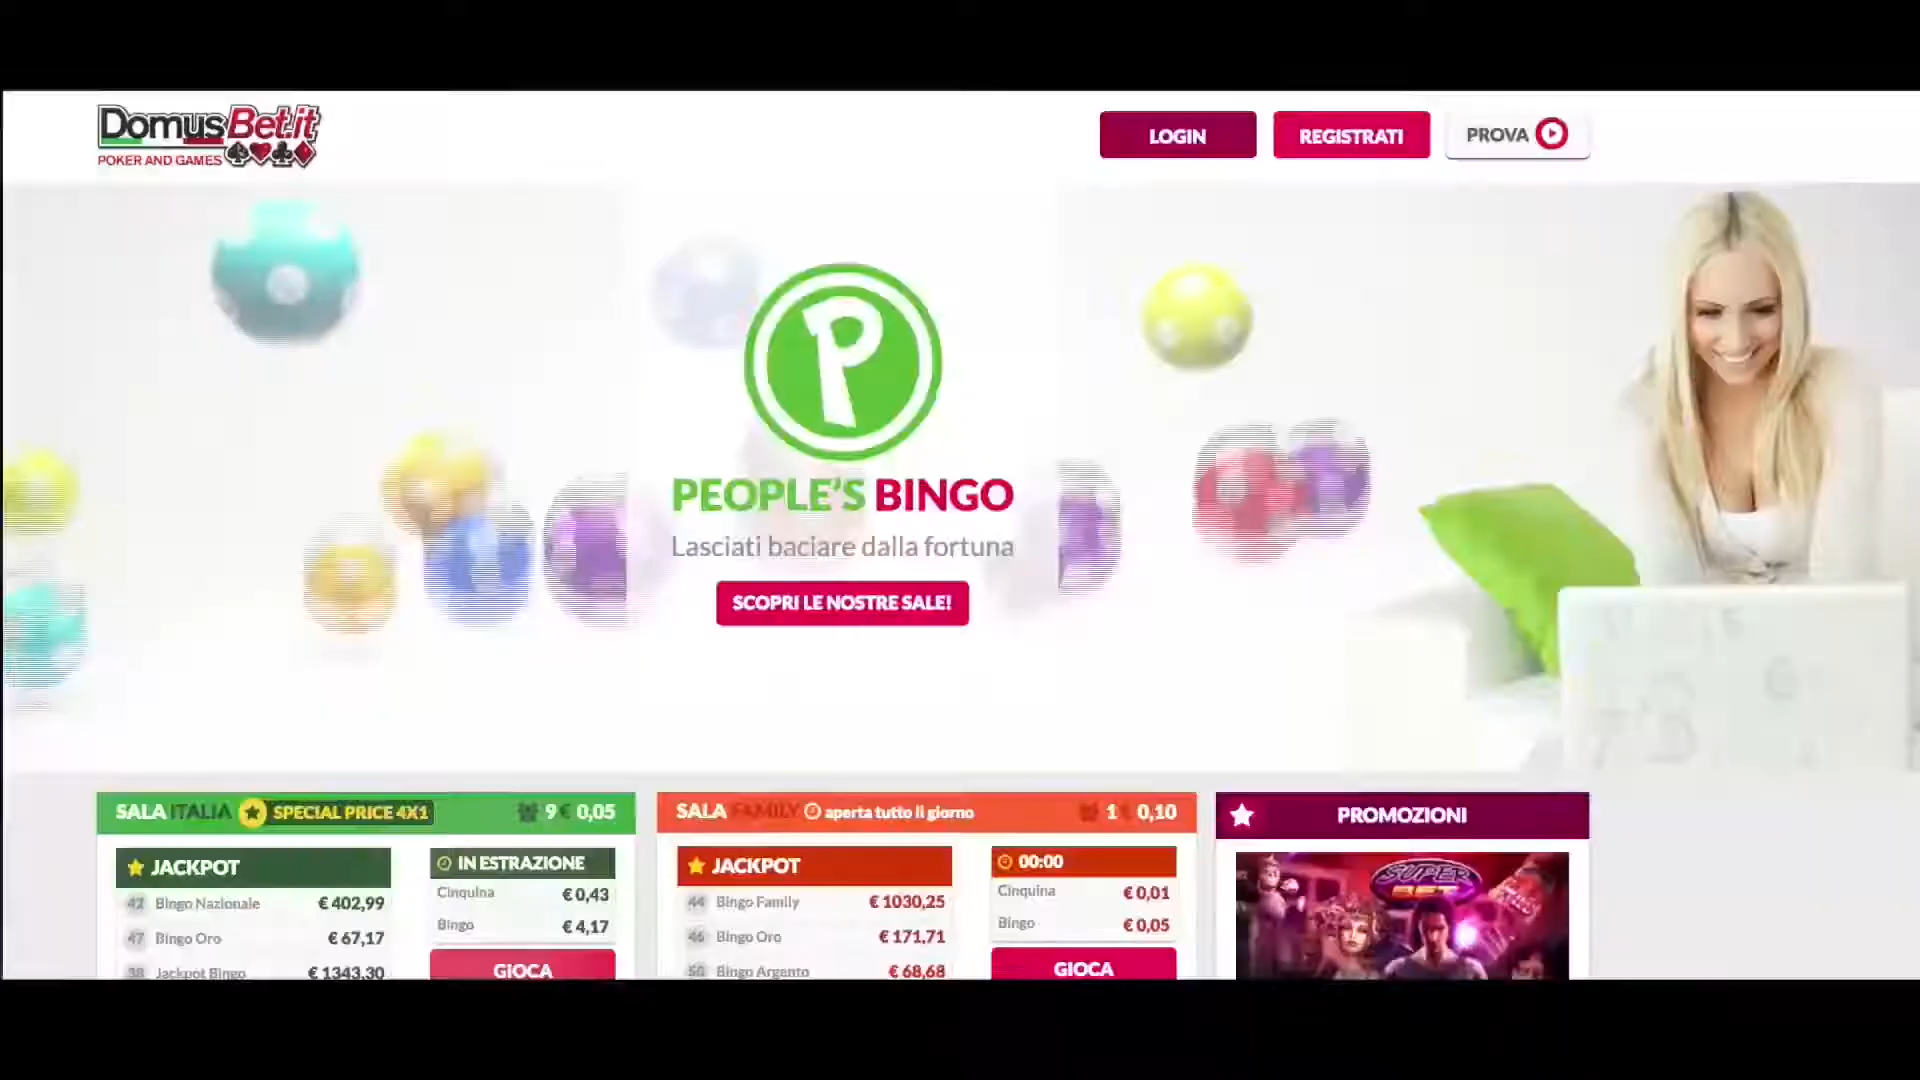 DomusBet.it
POKER AND GAMES
LOGIN
REGISTRATI
PROVA
P
PEOPLE'S BINGO
Lasciati baciare dalla fortuna
SCOPRI LE NOSTRE SALE!
SALA ITALIA SPECIAL PRICE 4X1 9 € 0,05
JACKPOT
42 Bingo Nazionale € 402,99
47 Bingo Oro € 67,17
38 Jackpot Bingo € 1343,30
IN ESTRAZIONE
Cinquina € 0,43
Bingo € 4,17
GIOCA
SALA FAMILY aperta tutto il giorno 1 € 0,10
JACKPOT
44 Bingo Family € 1030,25
46 Bingo Oro € 171,71
50 Bingo Argento € 68,68
00:00
Cinquina € 0,01
Bingo € 0,05
GIOCA
PROMOZIONI
SUPER BET